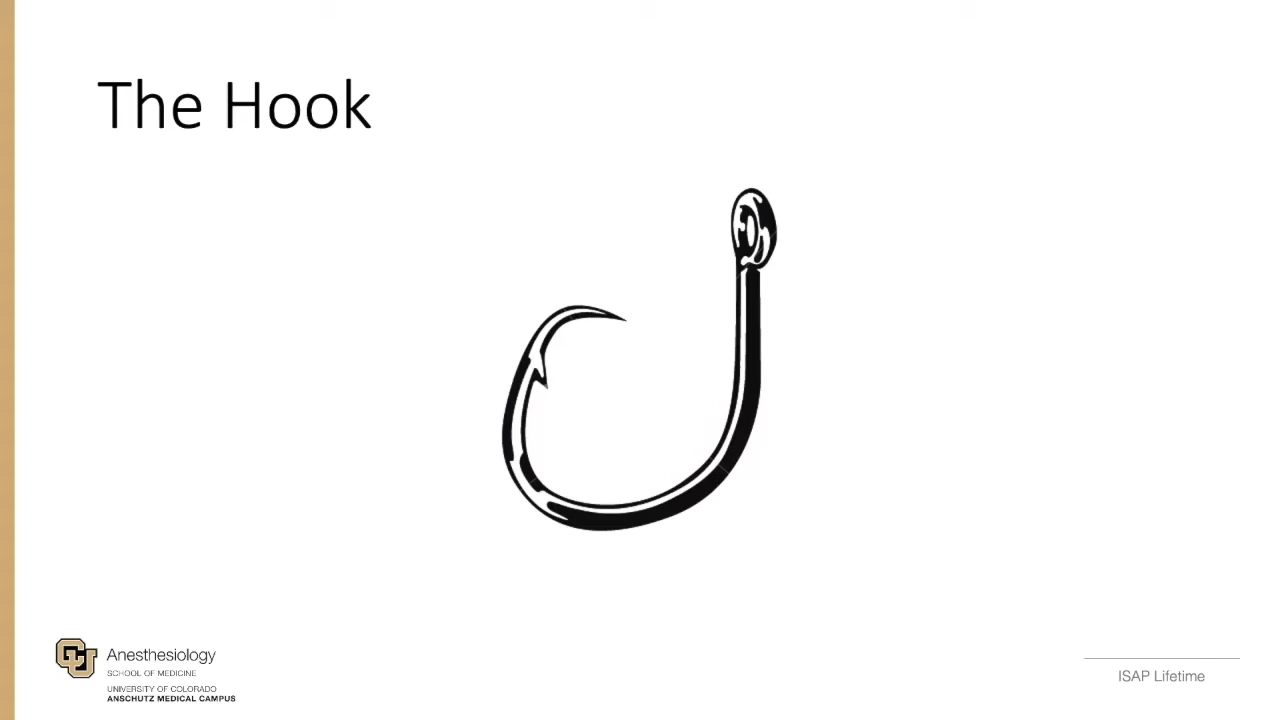 The Hook
Anesthesiology
SCHOOL OF MEDICINE
UNIVERSITY OF COLORADO
ANSCHUTZ MEDICAL CAMPUS
ISAP Lifetime